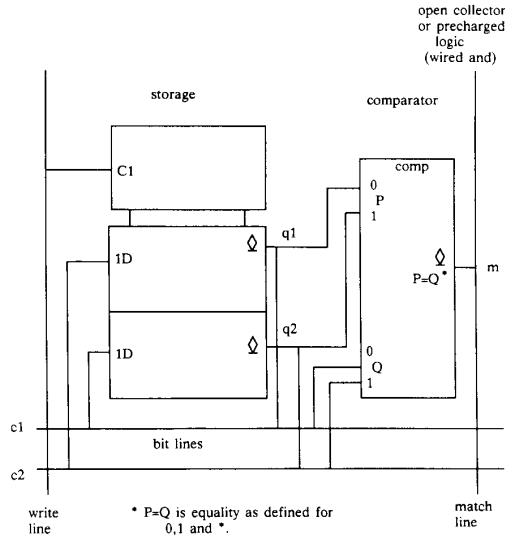 open collector
or precharged
logic
(wired and)
storage
comparator
C1
comp
0
P
1
q1
1D
m
P=Q*
q2
1D
0
Q
1
c1
bit lines
c2
write
line
* P=Q is equality as defined for
0,1 and *.
match
line